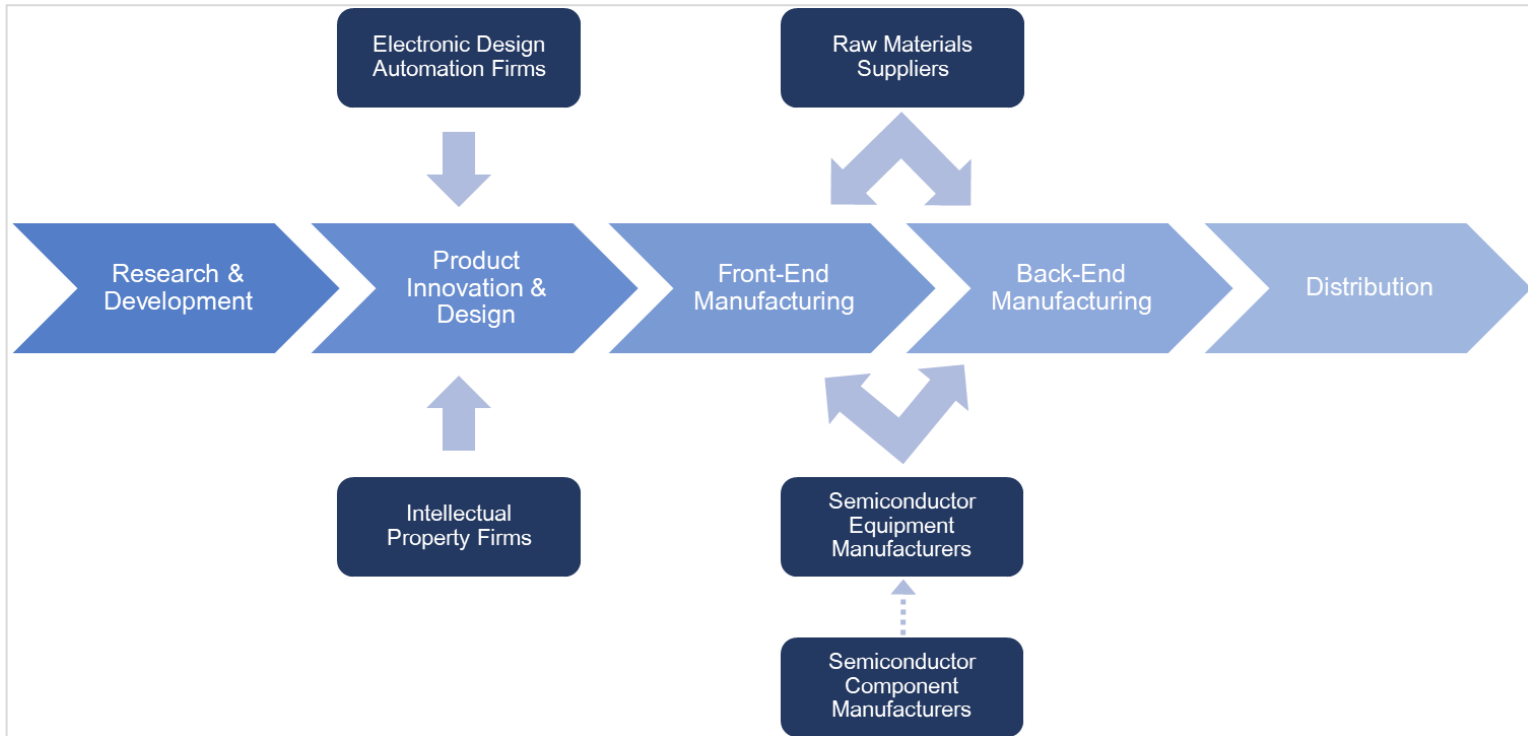 Electronic Design
Automation Firms
Raw Materials
Suppliers
Research &
Development
Product
Innovation &
Design
Front-End
Manufacturing
Back-End
Manufacturing
Distribution
Intellectual
Property Firms
Semiconductor
Equipment
Manufacturers
Semiconductor
Component
Manufacturers